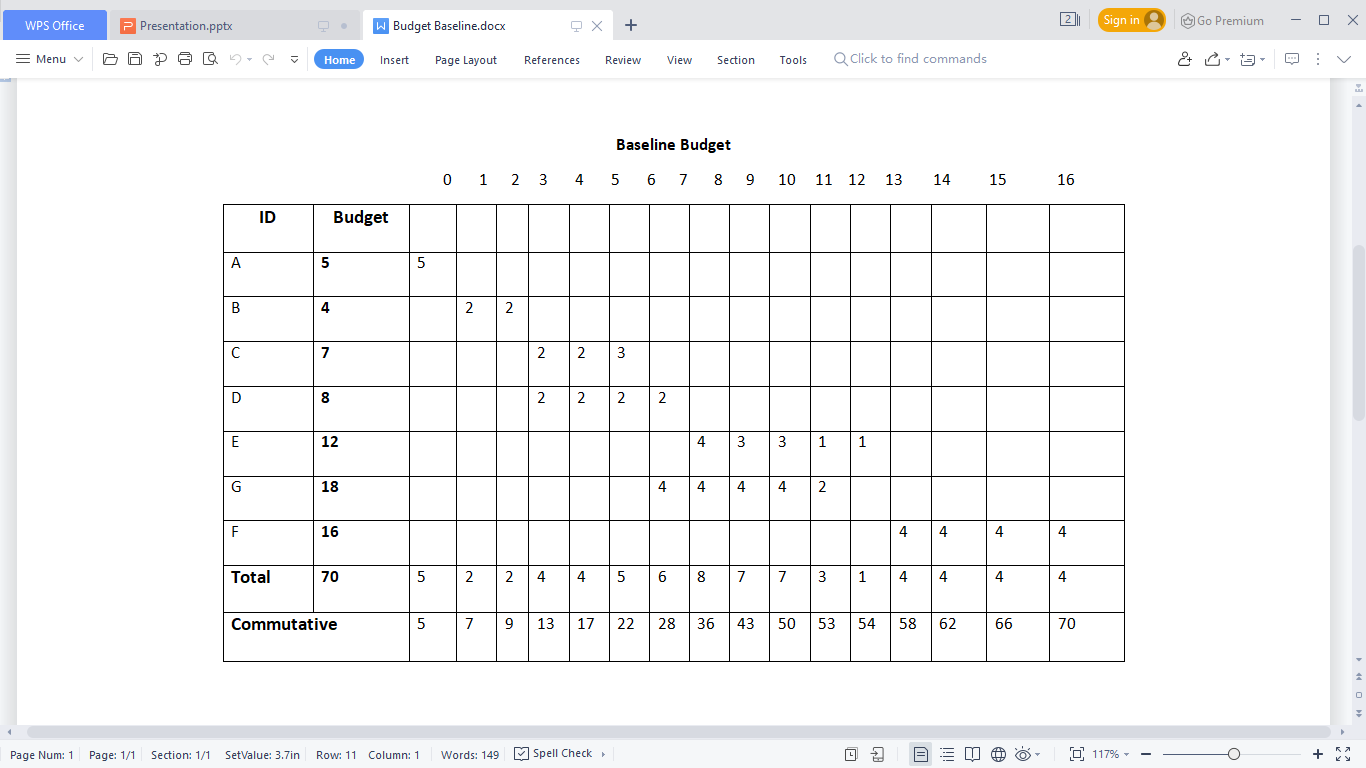 WPS Office Presentation.pptx Budget Baseline.docx 2 Sign in Go Premium
Menu Home Insert Page Layout References Review View Section Tools Click to find commands
Baseline Budget
0 1 2 3 4 5 6 7 8 9 10 11 12 13 14 15 16
ID Budget
A 5 5
B 4 2 2
C 7 2 2 3
D 8 2 2 2 2
E 12 4 3 3 1 1
G 18 4 4 4 4 2
F 16 4 4 4 4
Total 70 5 2 2 4 4 5 6 8 7 7 3 1 4 4 4 4
Commutative 5 7 9 13 17 22 28 36 43 50 53 54 58 62 66 70
Page Num: 1 Page: 1/1 Section: 1/1 SetValue: 3.7in Row: 11 Column: 1 Words: 149 Spell Check 117%